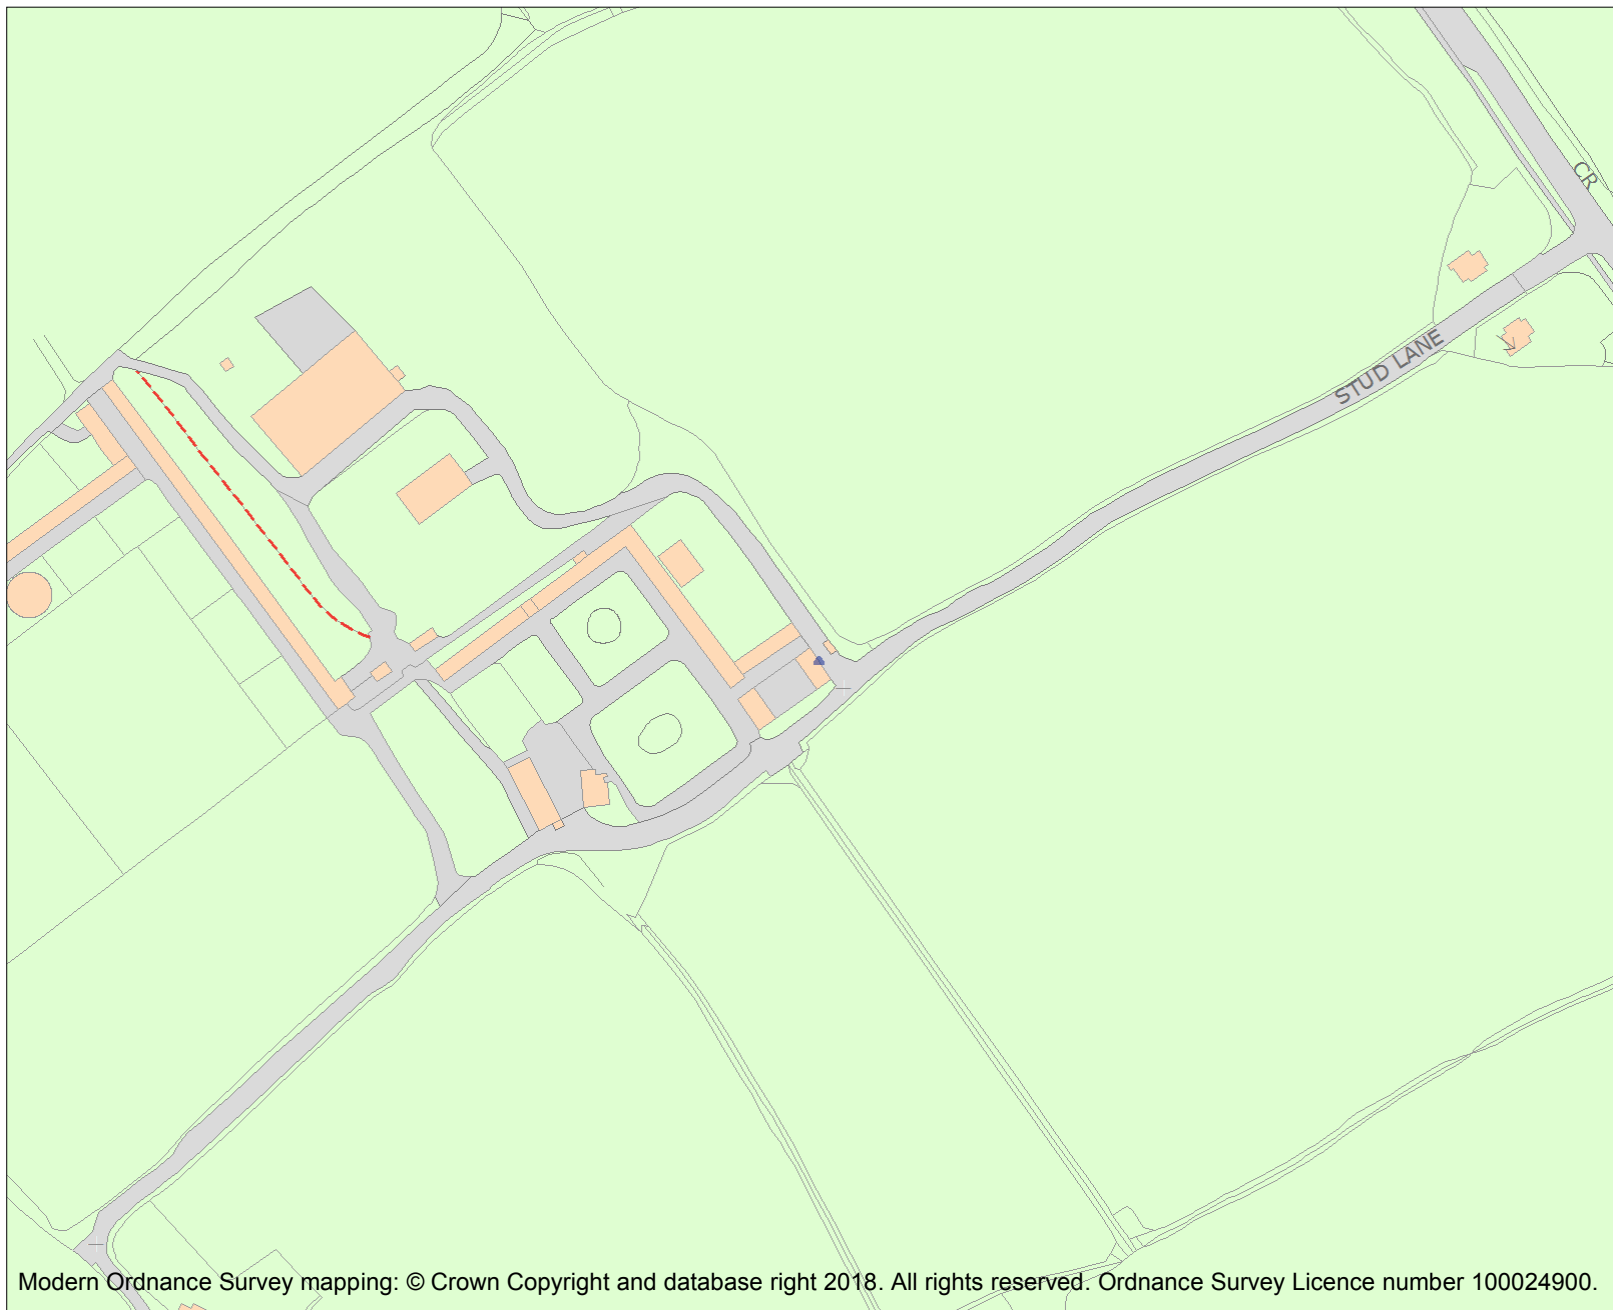 CR
STUD LANE
Modern Ordnance Survey mapping: © Crown Copyright and database right 2018. All rights reserved. Ordnance Survey Licence number 100024900.